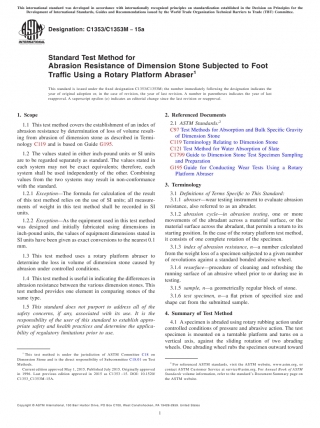 This international standard was developed in accordance with internationally recognized principles on standardization established in the Decision on Principles for the
Development of International Standards, Guides and Recommendations issued by the World Trade Organization Technical Barriers to Trade (TBT) Committee.
Designation: C1353/C1353M − 15a
Standard Test Method for
Abrasion Resistance of Dimension Stone Subjected to Foot
Traffic Using a Rotary Platform Abraser¹
This standard is issued under the fixed designation C1353/C1353M; the number immediately following the designation indicates the
year of original adoption or, in the case of revision, the year of last revision. A number in parentheses indicates the year of last
reapproval. A superscript epsilon (ε) indicates an editorial change since the last revision or reapproval.
1. Scope
1.1 This test method covers the establishment of an index of
abrasion resistance by determination of loss of volume resulting
from abrasion of dimension stone as described in Terminology
C119 and is based on Guide G195.
1.2 The values stated in either inch-pound units or SI units
are to be regarded separately as standard. The values stated in
each system may not be exact equivalents; therefore, each
system shall be used independently of the other. Combining
values from the two systems may result in non-conformance
with the standard.
1.2.1 Exception—The formula for calculation of the result
of this test method relies on the use of SI units; all measurements
of weight in this test method shall be recorded in SI
units.
1.2.2 Exception—As the equipment used in this test method
was designed and initially fabricated using dimensions in
inch-pound units, the values of equipment dimensions stated in
SI units have been given as exact conversions to the nearest 0.1
mm.
1.3 This test method uses a rotary platform abraser to
determine the loss in volume of dimension stone caused by
abrasion under controlled conditions.
1.4 This test method is useful in indicating the differences in
abrasion resistance between the various dimension stones. This
test method provides one element in comparing stones of the
same type.
1.5 This standard does not purport to address all of the
safety concerns, if any, associated with its use. It is the
responsibility of the user of this standard to establish appropriate
safety and health practices and determine the applicability
of regulatory limitations prior to use.
¹ This test method is under the jurisdiction of ASTM Committee C18 on
Dimension Stone and is the direct responsibility of Subcommittee C18.01 on Test
Methods.
Current edition approved May 1, 2015. Published July 2015. Originally approved
in 1996. Last previous edition approved in 2015 as C1353 –15. DOI: 10.1520/
C1353_C1353M-15A.
2. Referenced Documents
2.1 ASTM Standards:²
C97 Test Methods for Absorption and Bulk Specific Gravity
of Dimension Stone
C119 Terminology Relating to Dimension Stone
C121 Test Method for Water Absorption of Slate
C1709 Guide to Dimension Stone Test Specimen Sampling
and Preparation
G195 Guide for Conducting Wear Tests Using a Rotary
Platform Abraser
3. Terminology
3.1 Definitions of Terms Specific to This Standard:
3.1.1 abraser—wear testing instrument to evaluate abrasion
resistance, also referred to as an abrader.
3.1.2 abrasion cycle—in abrasion testing, one or more
movements of the abradant across a material surface, or the
material surface across the abradant, that permits a return to its
starting position. In the case of the rotary platform test method,
it consists of one complete rotation of the specimen.
3.1.3 index of abrasion resistance, n—a number calculated
from the weight loss of a specimen subjected to a given number
of revolutions against a standard bonded abrasive wheel.
3.1.4 resurface—procedure of cleaning and refreshing the
running surface of an abrasive wheel prior to or during use in
testing.
3.1.5 sample, n—a geometrically regular block of stone.
3.1.6 test specimen, n—a flat prism of specified size and
shape cut from the submitted sample.
4. Summary of Test Method
4.1 A specimen is abraded using rotary rubbing action under
controlled conditions of pressure and abrasive action. The test
specimen is mounted on a turntable platform and turns on a
vertical axis, against the sliding rotation of two abrading
wheels. One abrading wheel rubs the specimen outward toward
² For referenced ASTM standards, visit the ASTM website, www.astm.org, or
contact ASTM Customer Service at service@astm.org. For Annual Book of ASTM
Standards volume information, refer to the standard's Document Summary page on
the ASTM website.
Copyright © ASTM International, 100 Barr Harbor Drive, PO Box C700, West Conshohocken, PA 19428-2959. United States
1